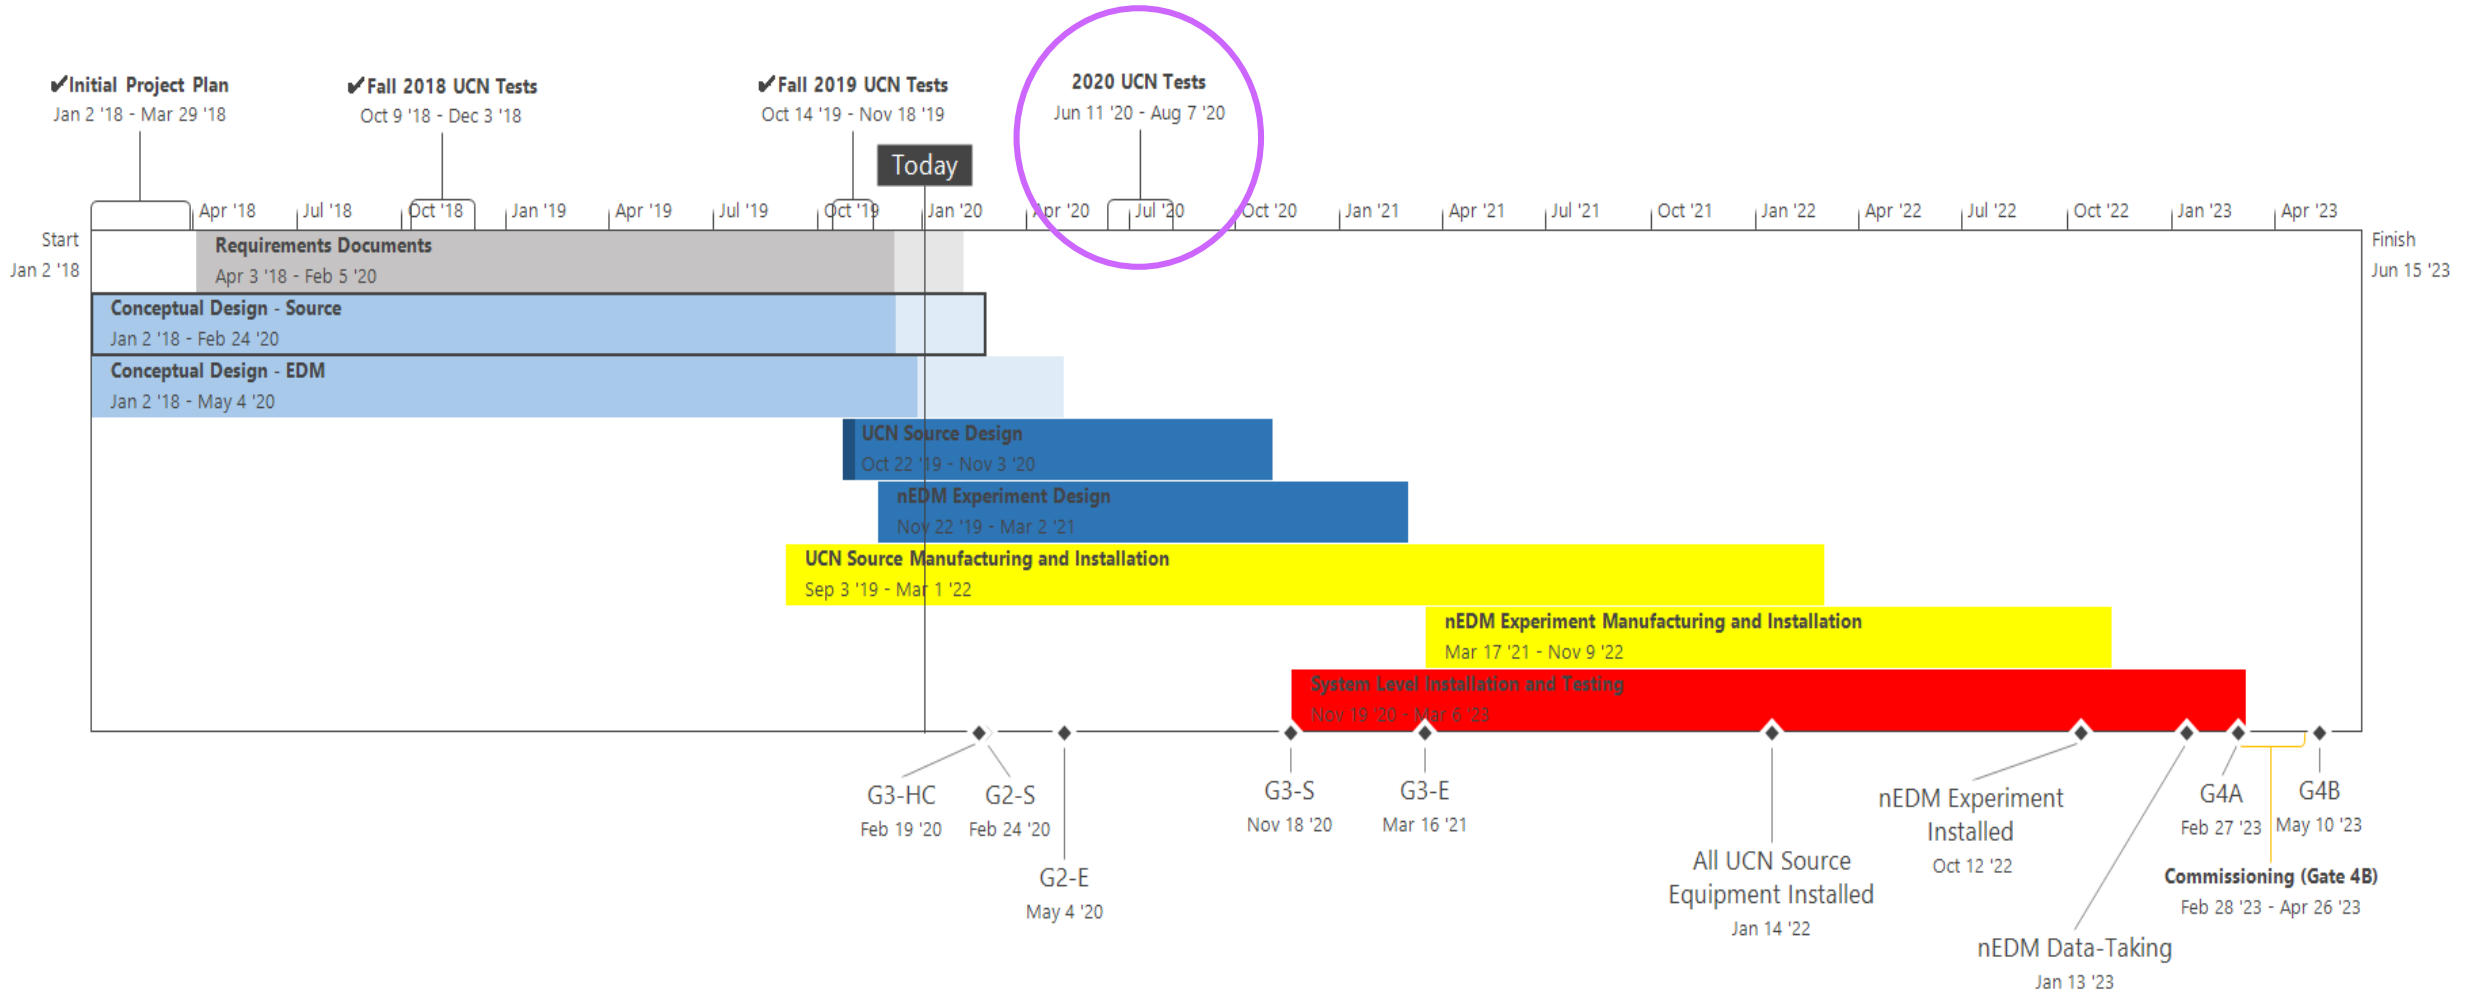 ✔Initial Project Plan
Jan 2 '18 - Mar 29 '18
✔Fall 2018 UCN Tests
Oct 9 '18 - Dec 3 '18
✔Fall 2019 UCN Tests
Oct 14 '19 - Nov 18 '19
2020 UCN Tests
Jun 11 '20 - Aug 7 '20
Today
Apr '18 Jul '18 Oct '18 Jan '19 Apr '19 Jul '19 Oct '19 Jan '20 Apr '20 Jul '20 Oct '20 Jan '21 Apr '21 Jul '21 Oct '21 Jan '22 Apr '22 Jul '22 Oct '22 Jan '23 Apr '23
Start
Jan 2 '18
Finish
Jun 15 '23
Requirements Documents
Apr 3 '18 - Feb 5 '20
Conceptual Design - Source
Jan 2 '18 - Feb 24 '20
Conceptual Design - EDM
Jan 2 '18 - May 4 '20
UCN Source Design
Oct 22 '19 - Nov 3 '20
nEDM Experiment Design
Nov 22 '19 - Mar 2 '21
UCN Source Manufacturing and Installation
Sep 3 '19 - Mar 1 '22
nEDM Experiment Manufacturing and Installation
Mar 17 '21 - Nov 9 '22
System Level Installation and Testing
Nov 19 '20 - Mar 6 '23
G3-HC
Feb 19 '20
G2-S
Feb 24 '20
G2-E
May 4 '20
G3-S
Nov 18 '20
G3-E
Mar 16 '21
All UCN Source
Equipment Installed
Jan 14 '22
nEDM Experiment
Installed
Oct 12 '22
nEDM Data-Taking
Jan 13 '23
G4A
Feb 27 '23
G4B
May 10 '23
Commissioning (Gate 4B)
Feb 28 '23 - Apr 26 '23